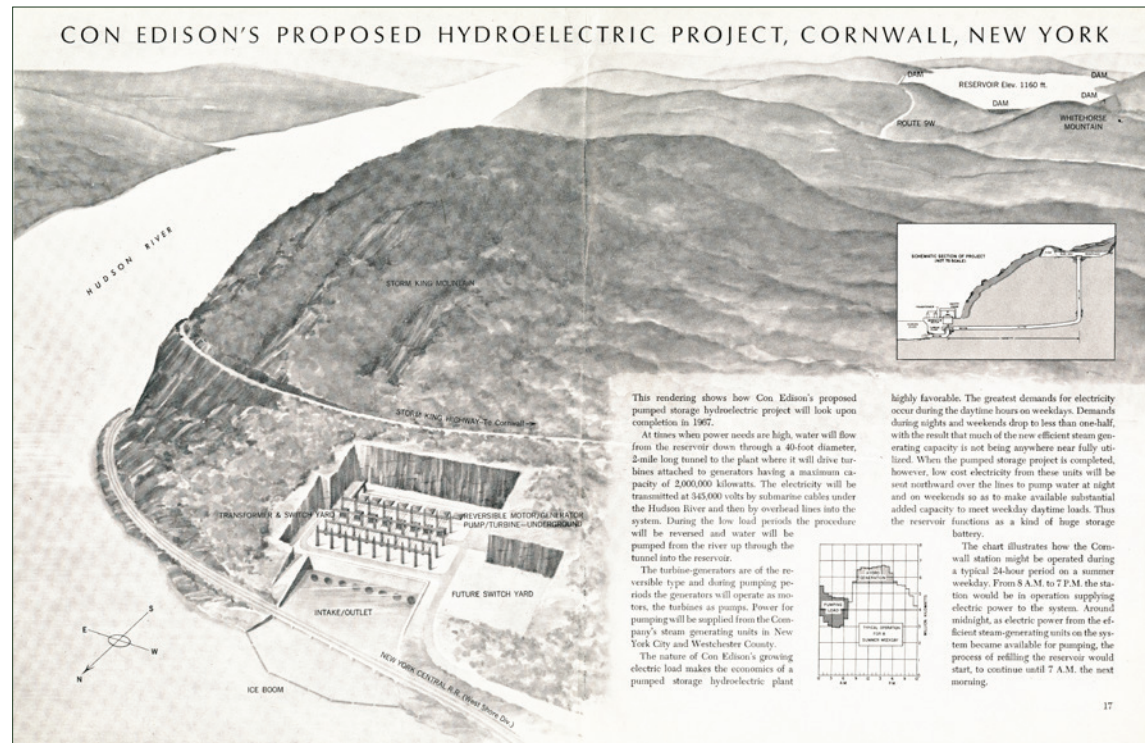 CON EDISON'S PROPOSED HYDROELECTRIC PROJECT, CORNWALL, NEW YORK
DAM
RESERVOIR Elev. 1160 ft.
DAM
DAM
DAM
ROUTE 9W
WHITEHORSE
MOUNTAIN
HUDSON RIVER
STORM KING MOUNTAIN
SCHEMATIC SECTION OF PROJECT
(NOT TO SCALE)
STORM KING HIGHWAY-To Cornwall
TRANSFORMER & SWITCH YARD
REVERSIBLE MOTOR/GENERATOR
PUMP/TURBINE-UNDERGROUND
FUTURE SWITCH YARD
INTAKE/OUTLET
NEW YORK CENTRAL R.R. (West Shore Div.)
ICE BOOM
S
E
W
N
This rendering shows how Con Edison's proposed
pumped storage hydroelectric project will look upon
completion in 1967.
At times when power needs are high, water will flow
from the reservoir down through a 40-foot diameter,
2-mile long tunnel to the plant where it will drive tur-
bines attached to generators having a maximum ca-
pacity of 2,000,000 kilowatts. The electricity will be
transmitted at 345,000 volts by submarine cables under
the Hudson River and then by overhead lines into the
system. During the low load periods the procedure
will be reversed and water will be
pumped from the river up through the
tunnel into the reservoir.
The turbine-generators are of the re-
versible type and during pumping pe-
riods the generators will operate as mo-
tors, the turbines as pumps. Power for
pumping will be supplied from the Com-
pany's steam generating units in New
York City and Westchester County.
The nature of Con Edison's growing
electric load makes the economics of a
pumped storage hydroelectric plant
highly favorable. The greatest demands for electricity
occur during the daytime hours on weekdays. Demands
during nights and weekends drop to less than one-half,
with the result that much of the new efficient steam gen-
erating capacity is not being anywhere near fully uti-
lized. When the pumped storage project is completed,
however, low cost electricity from these units will be
sent northward over the lines to pump water at night
and on weekends so as to make available substantial
added capacity to meet weekday daytime loads. Thus
the reservoir functions as a kind of huge storage
battery.
The chart illustrates how the Corn-
wall station might be operated during
a typical 24-hour period on a summer
weekday. From 8 A.M. to 7 P.M. the sta-
tion would be in operation supplying
electric power to the system. Around
midnight, as electric power from the ef-
ficient steam-generating units on the sys-
tem became available for pumping, the
process of refilling the reservoir would
start, to continue until 7 A.M. the next
morning.
GENERATION
PUMPING
LOAD
TYPICAL OPERATION
FOR A
SUMMER WEEKDAY
A.M.
P.M.
17